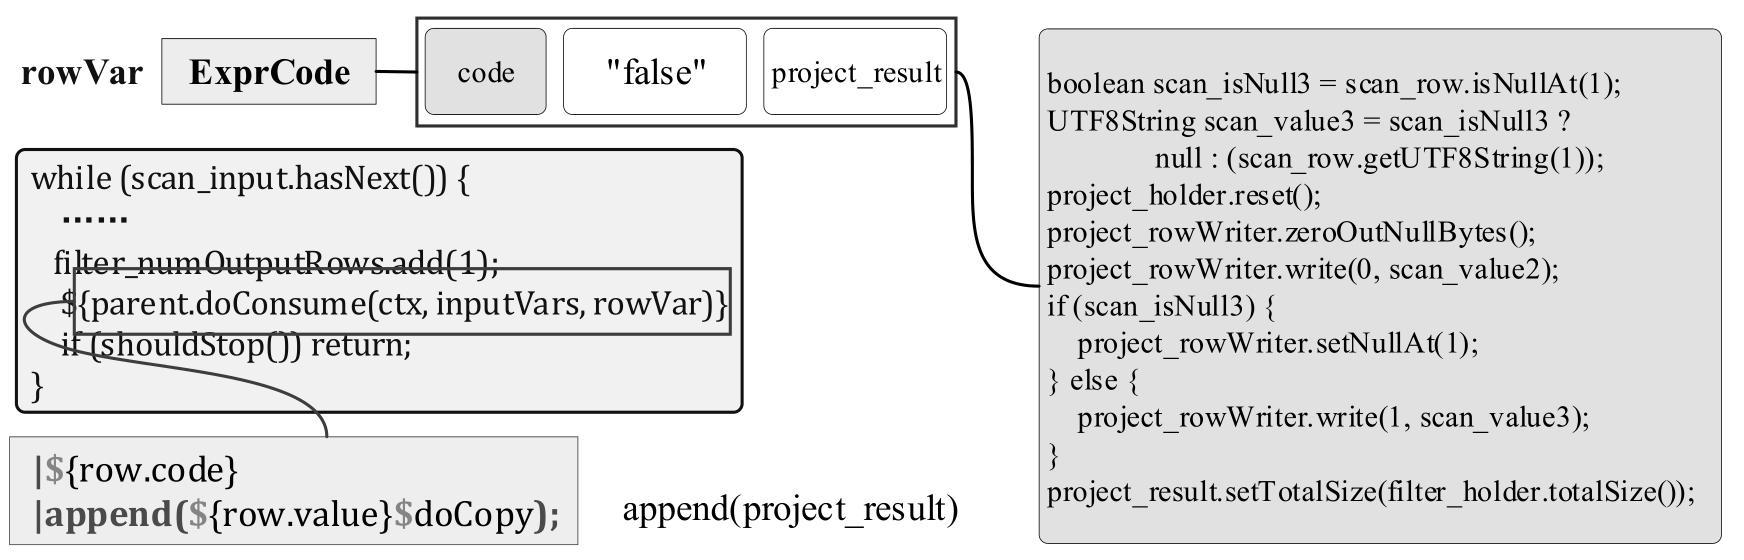 rowVar ExprCode code "false" project_result
while (scan_input.hasNext()) {
......
filter_numOutputRows.add(1);
${parent.doConsume(ctx, inputVars, rowVar)}
if (shouldStop()) return;
}
|${row.code}
|append(${row.value}$doCopy);
append(project_result)
boolean scan_isNull3 = scan_row.isNullAt(1);
UTF8String scan_value3 = scan_isNull3 ?
null : (scan_row.getUTF8String(1));
project_holder.reset();
project_rowWriter.zeroOutNullBytes();
project_rowWriter.write(0, scan_value2);
if (scan_isNull3) {
project_rowWriter.setNullAt(1);
} else {
project_rowWriter.write(1, scan_value3);
}
project_result.setTotalSize(filter_holder.totalSize());